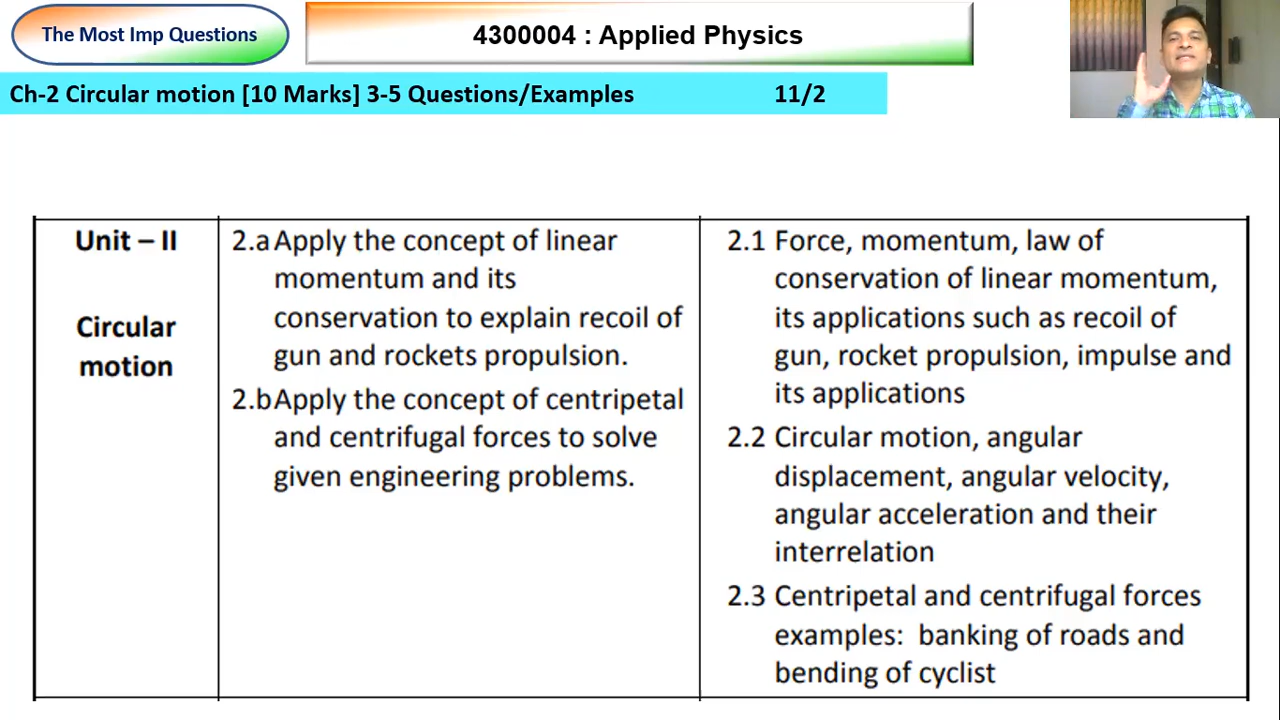 The Most Imp Questions
4300004 : Applied Physics
Ch-2 Circular motion [10 Marks] 3-5 Questions/Examples 11/2
Unit – II
Circular
motion
2.a Apply the concept of linear
momentum and its
conservation to explain recoil of
gun and rockets propulsion.
2.b Apply the concept of centripetal
and centrifugal forces to solve
given engineering problems.
2.1 Force, momentum, law of
conservation of linear momentum,
its applications such as recoil of
gun, rocket propulsion, impulse and
its applications
2.2 Circular motion, angular
displacement, angular velocity,
angular acceleration and their
interrelation
2.3 Centripetal and centrifugal forces
examples: banking of roads and
bending of cyclist